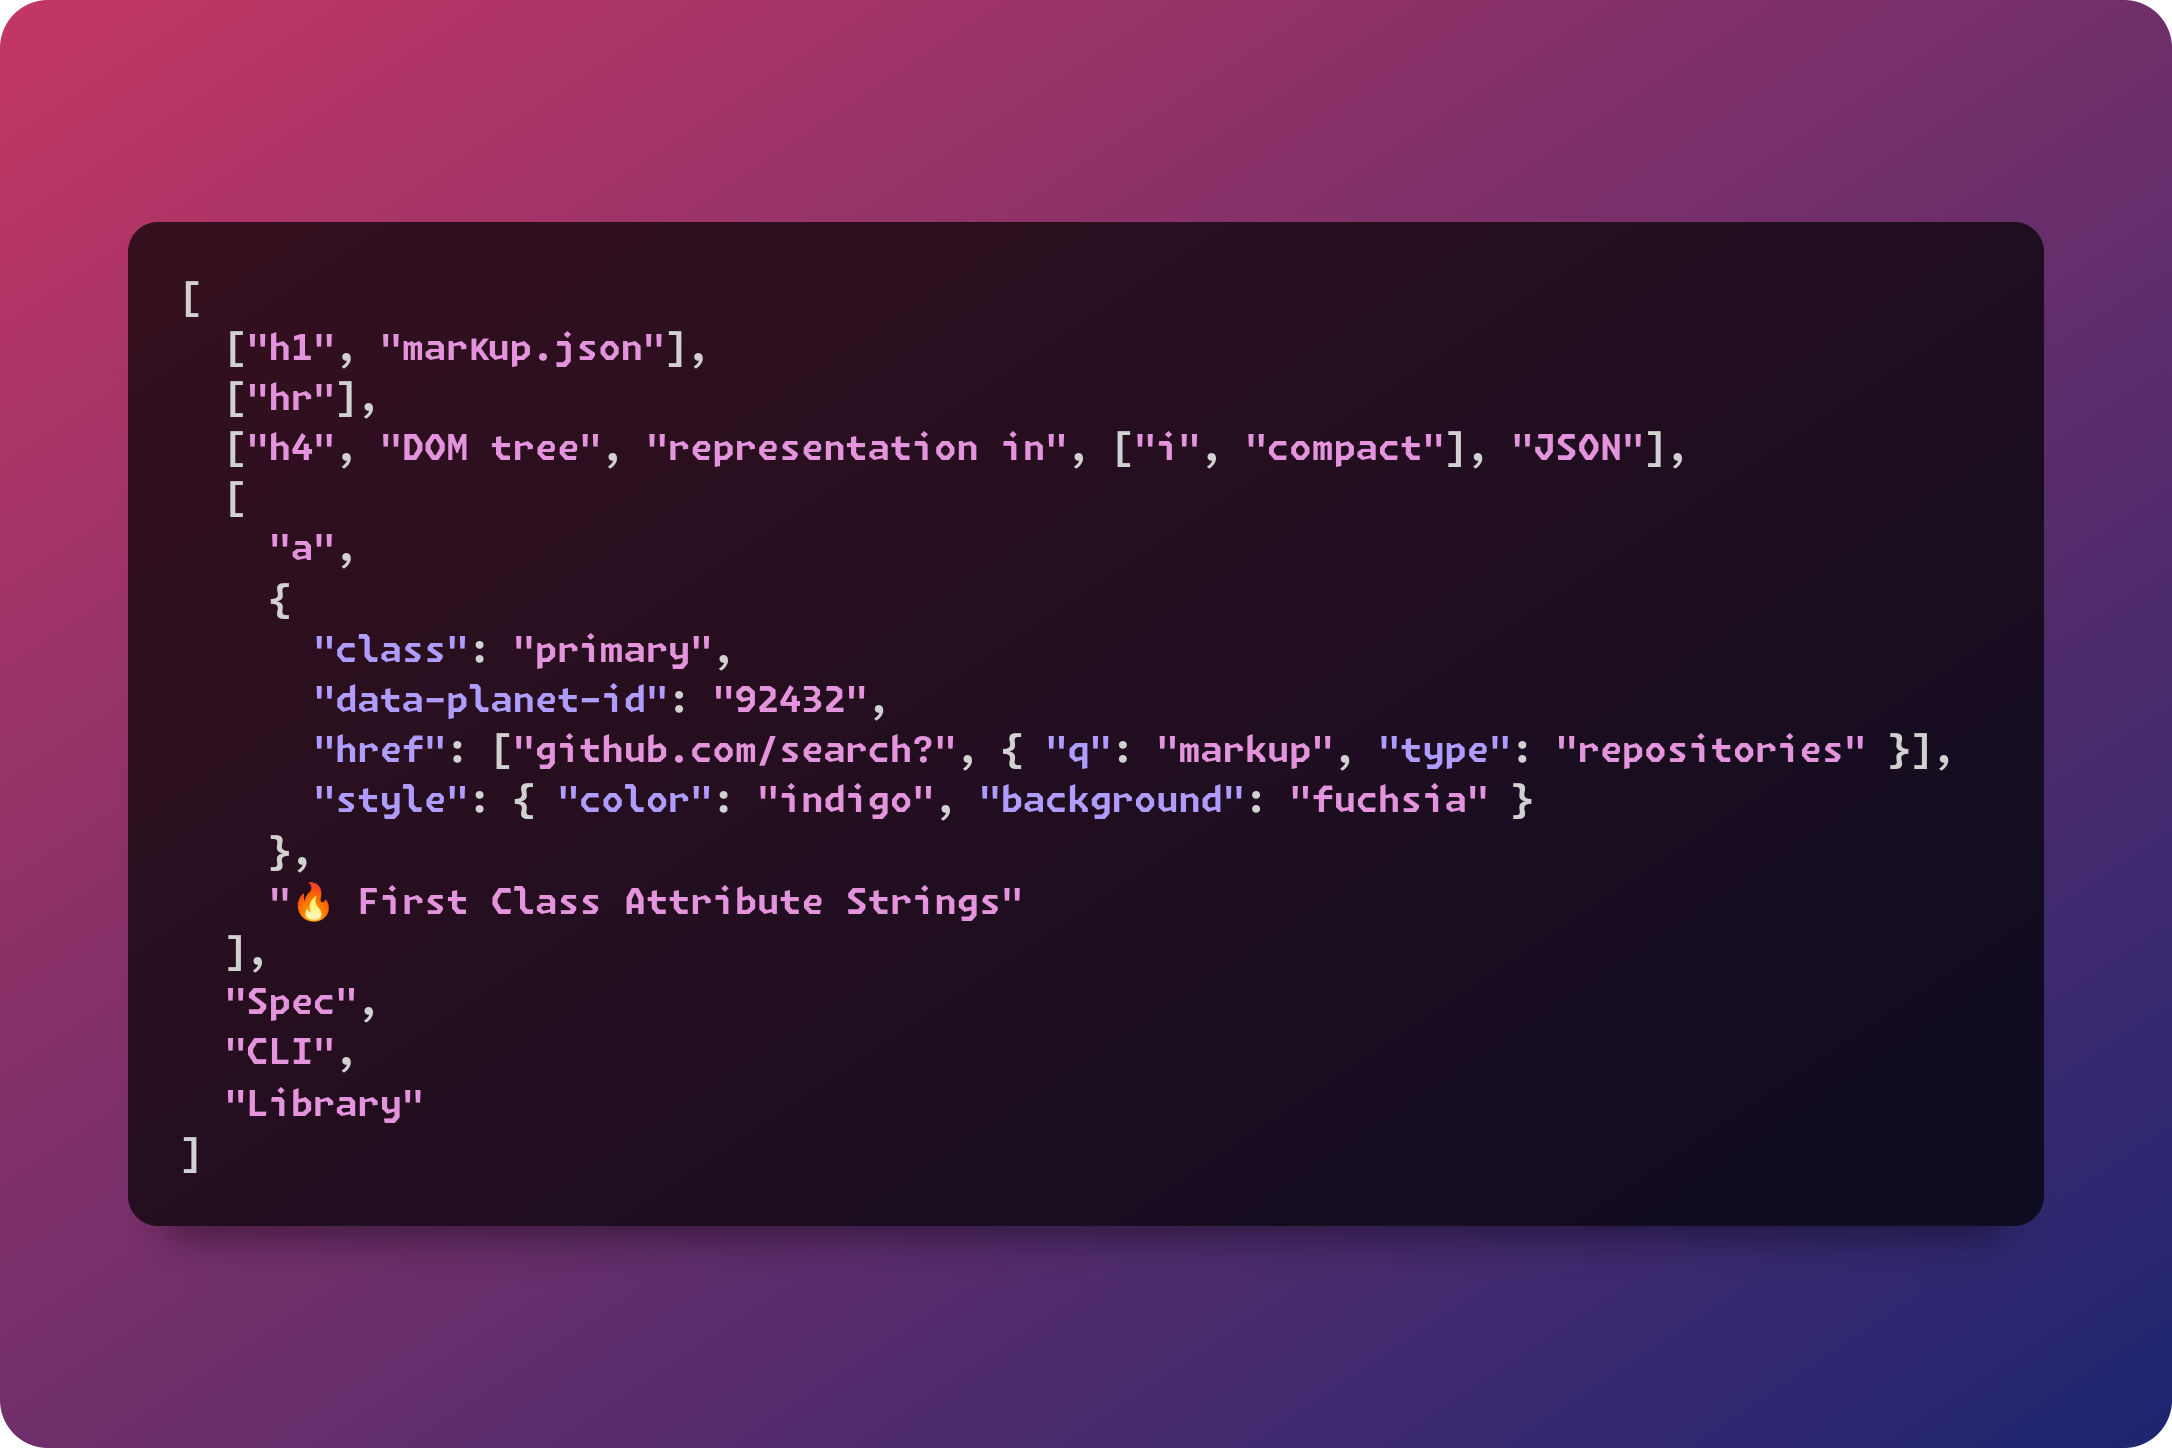 [
  ["h1", "marĸup.json"],
  ["hr"],
  ["h4", "DOM tree", "representation in", ["i", "compact"], "JSON"],
  [
    "a",
    {
      "class": "primary",
      "data-planet-id": "92432",
      "href": ["github.com/search?", { "q": "markup", "type": "repositories" }],
      "style": { "color": "indigo", "background": "fuchsia" }
    },
    "🔥 First Class Attribute Strings"
  ],
  "Spec",
  "CLI",
  "Library"
]